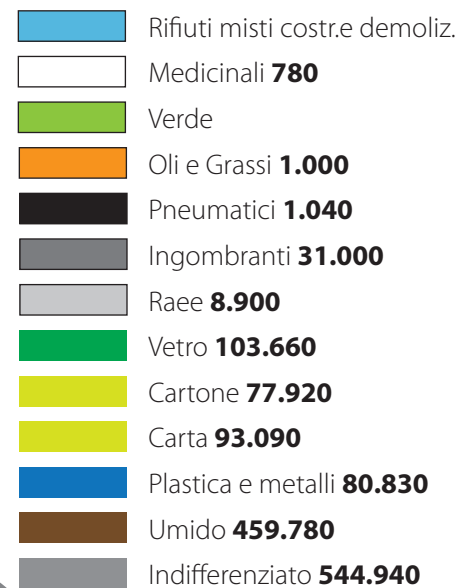 Rifiuti misti costr.e demoliz.
Medicinali 780
Verde
Oli e Grassi 1.000
Pneumatici 1.040
Ingombranti 31.000
Raee 8.900
Vetro 103.660
Cartone 77.920
Carta 93.090
Plastica e metalli 80.830
Umido 459.780
Indifferenziato 544.940